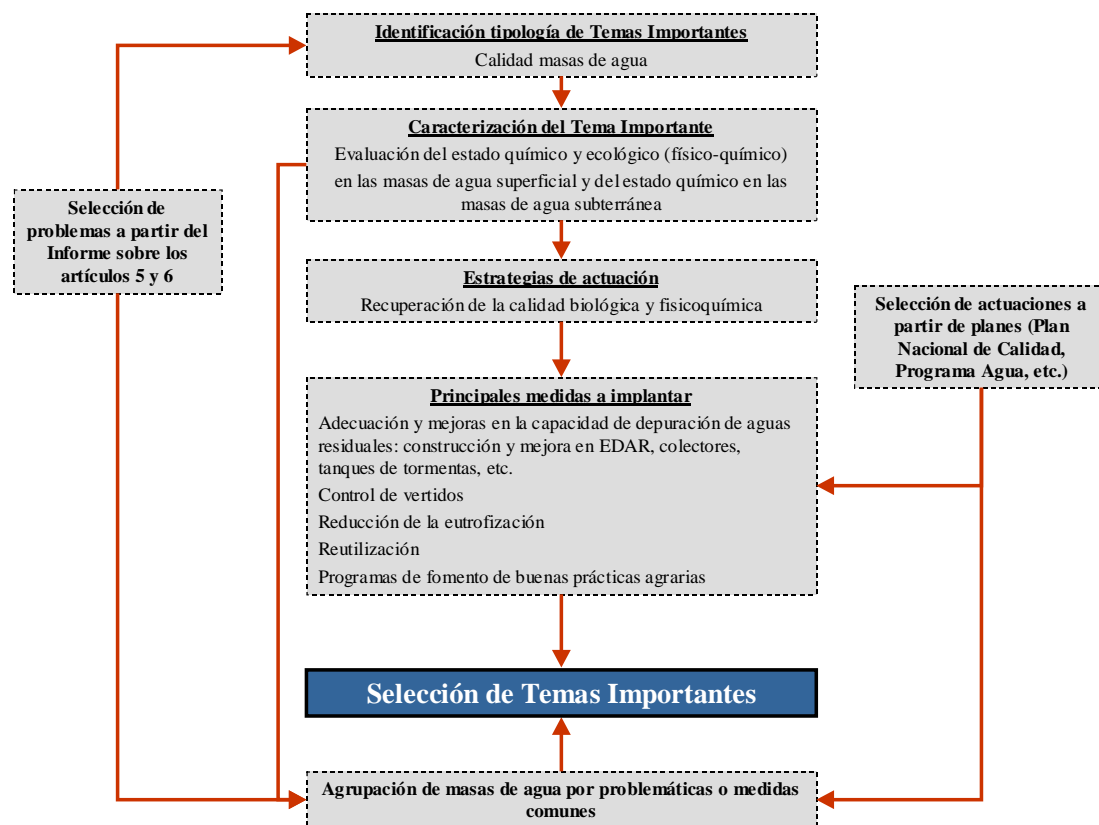 Identificación tipología de Temas Importantes
Calidad masas de agua
Caracterización del Tema Importante
Evaluación del estado químico y ecológico (físico-químico)
en las masas de agua superficial y del estado químico en las
masas de agua subterránea
Selección de
problemas a partir del
Informe sobre los
artículos 5 y 6
Estrategias de actuación
Recuperación de la calidad biológica y fisicoquímica
Selección de actuaciones a
partir de planes (Plan
Nacional de Calidad,
Programa Agua, etc.)
Principales medidas a implantar
Adecuación y mejoras en la capacidad de depuración de aguas
residuales: construcción y mejora en EDAR, colectores,
tanques de tormentas, etc.
Control de vertidos
Reducción de la eutrofización
Reutilización
Programas de fomento de buenas prácticas agrarias
Selección de Temas Importantes
Agrupación de masas de agua por problemáticas o medidas
comunes